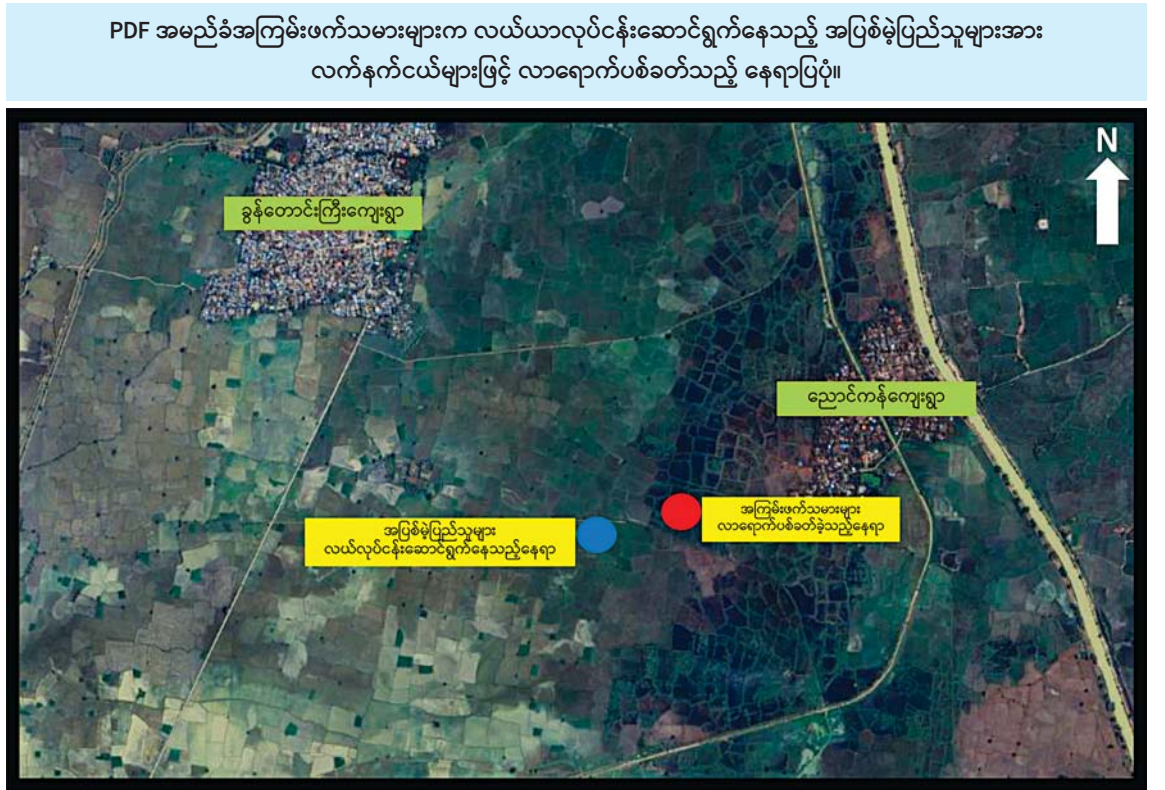 PDF အမည်ခံအကြမ်းဖက်သမားများက လယ်ယာလုပ်ငန်းဆောင်ရွက်နေသည့် အပြစ်မဲ့ပြည်သူများအား
လက်နက်ငယ်များဖြင့် လာရောက်ပစ်ခတ်သည့် နေရာပြပုံ။
N
ခွန်တောင်းကြီးကျေးရွာ
ညောင်ကန်ကျေးရွာ
အကြမ်းဖက်သမားများ
လာရောက်ပစ်ခတ်ခဲ့သည့်နေရာ
အပြစ်မဲ့ပြည်သူများ
လယ်လုပ်ငန်းဆောင်ရွက်နေသည့်နေရာ